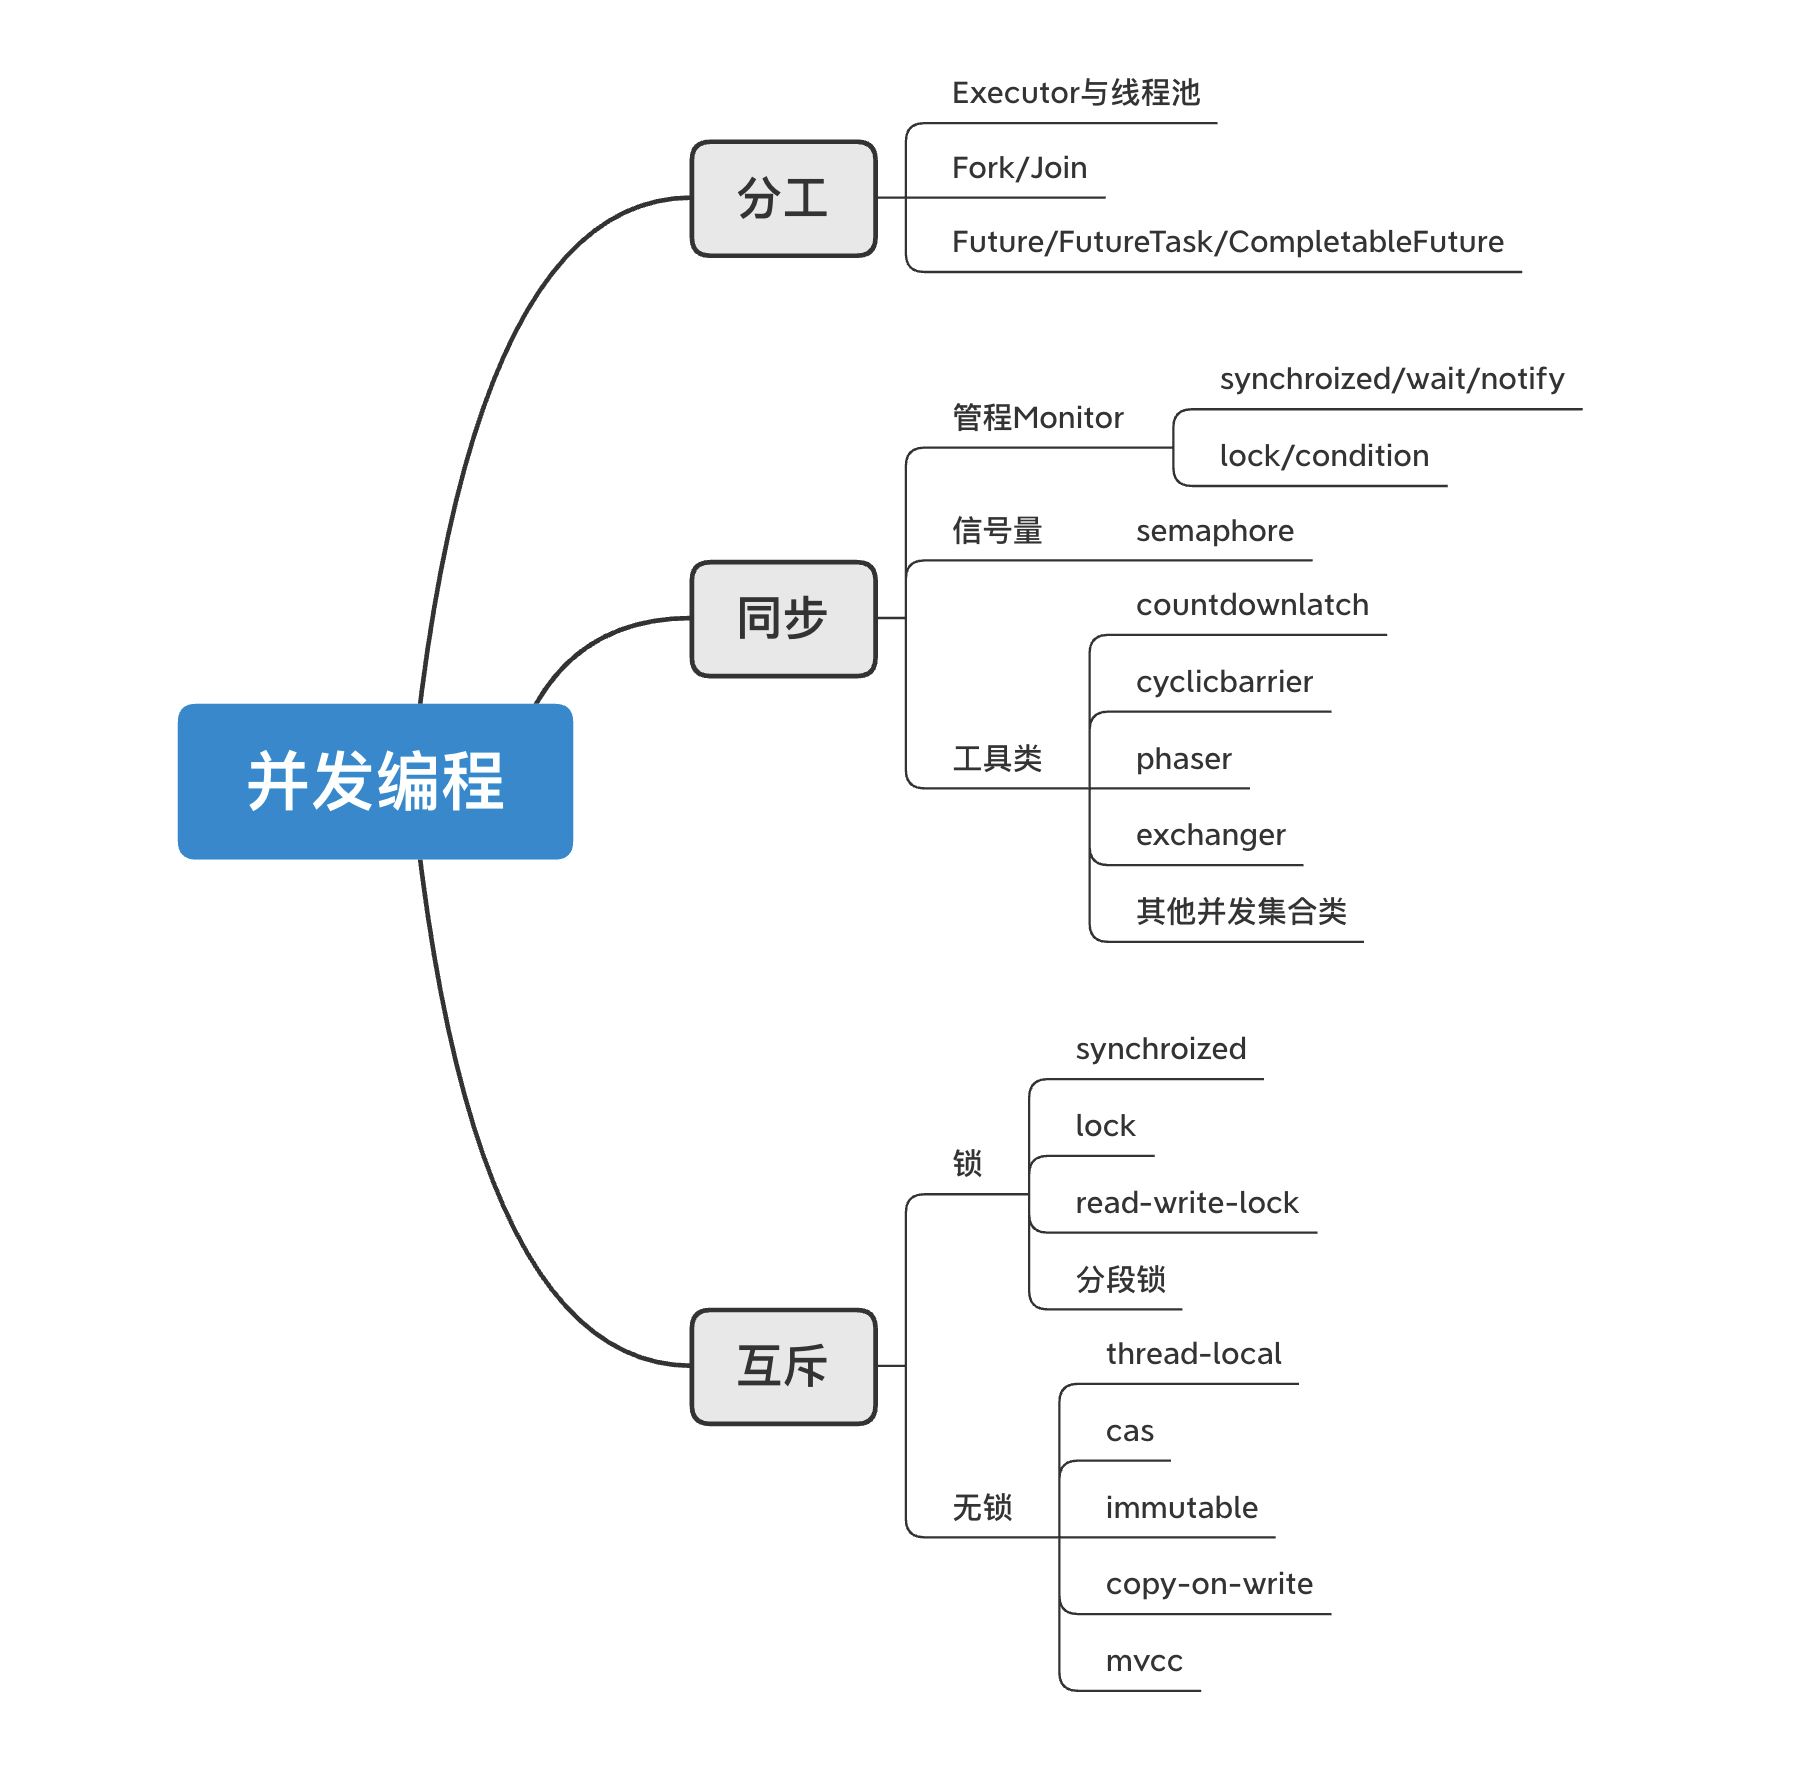 并发编程
分工
Executor与线程池
Fork/Join
Future/FutureTask/CompletableFuture
同步
管程Monitor
synchroized/wait/notify
lock/condition
信号量
semaphore
工具类
countdownlatch
cyclicbarrier
phaser
exchanger
其他并发集合类
互斥
锁
synchroized
lock
read-write-lock
分段锁
无锁
thread-local
cas
immutable
copy-on-write
mvcc